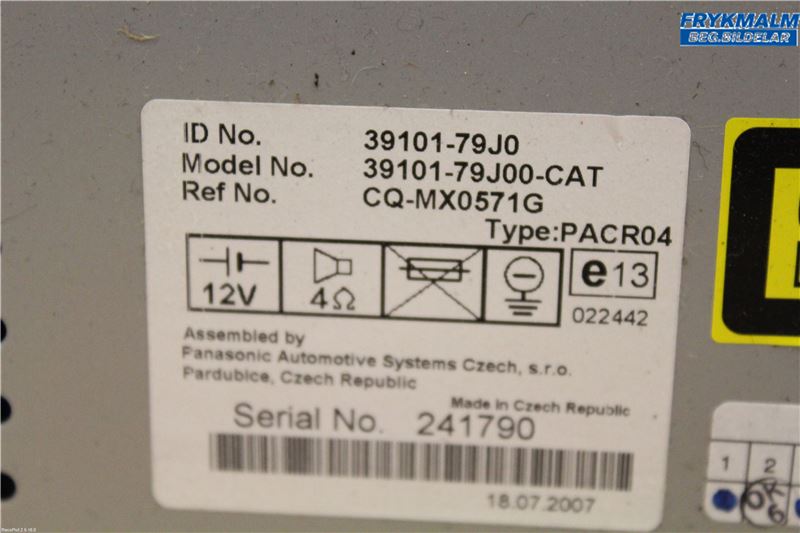 FRYKMALM
BEG.BILDELAR
ID No. 39101-79J0
Model No. 39101-79J00-CAT
Ref No. CQ-MX0571G
Type:PACR04
12V
4Ω
e13
022442
Assembled by
Panasonic Automotive Systems Czech, s.r.o.
Pardubice, Czech Republic
Made in Czech Republic
Serial No. 241790
18.07.2007
1 2